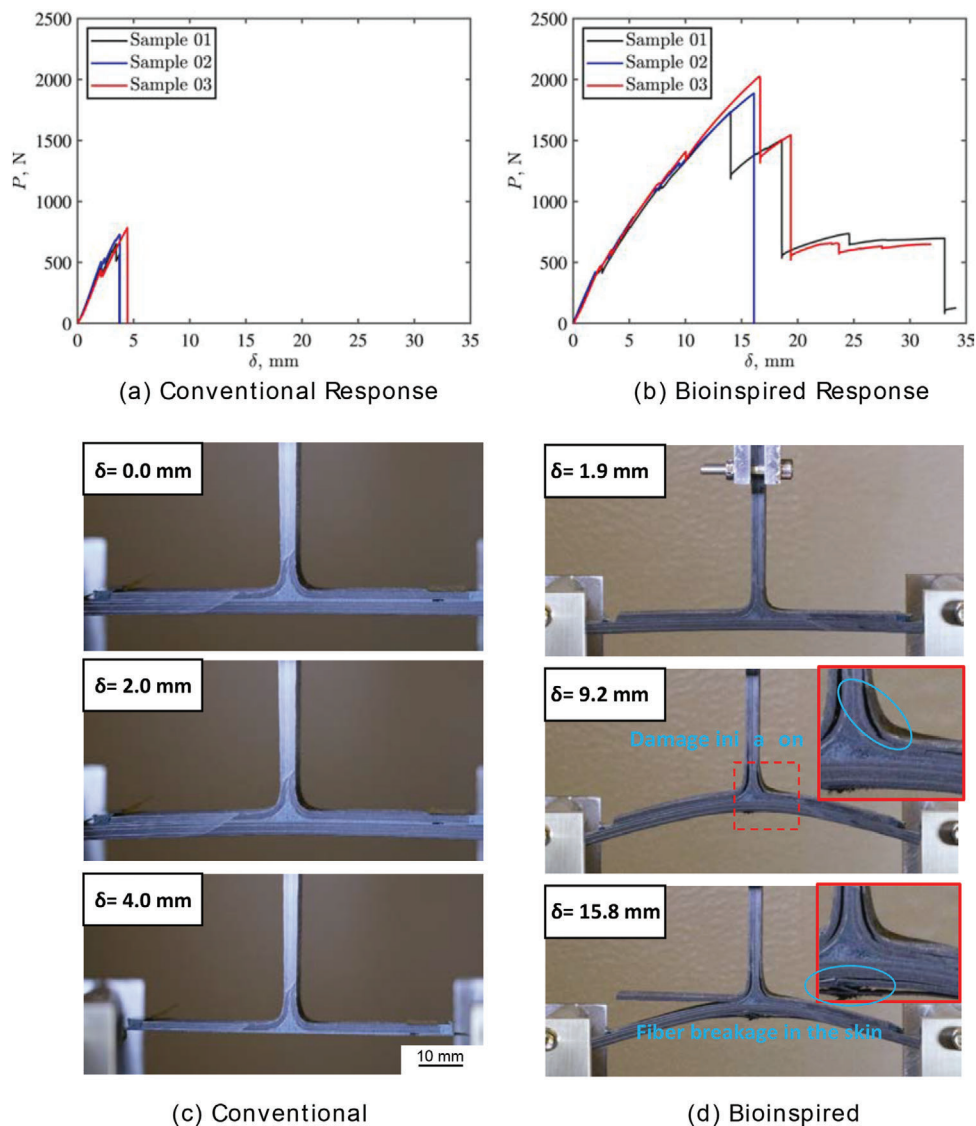 2500
2000
1500
1000
500
0
P, N
Sample 01
Sample 02
Sample 03
0 5 10 15 20 25 30 35
δ, mm
(a) Conventional Response
2500
2000
1500
1000
500
0
P, N
Sample 01
Sample 02
Sample 03
0 5 10 15 20 25 30 35
δ, mm
(b) Bioinspired Response
δ= 0.0 mm
δ= 2.0 mm
δ= 4.0 mm
10 mm
(c) Conventional
δ= 1.9 mm
δ= 9.2 mm
Damage ini a on
δ= 15.8 mm
Fiber breakage in the skin
(d) Bioinspired